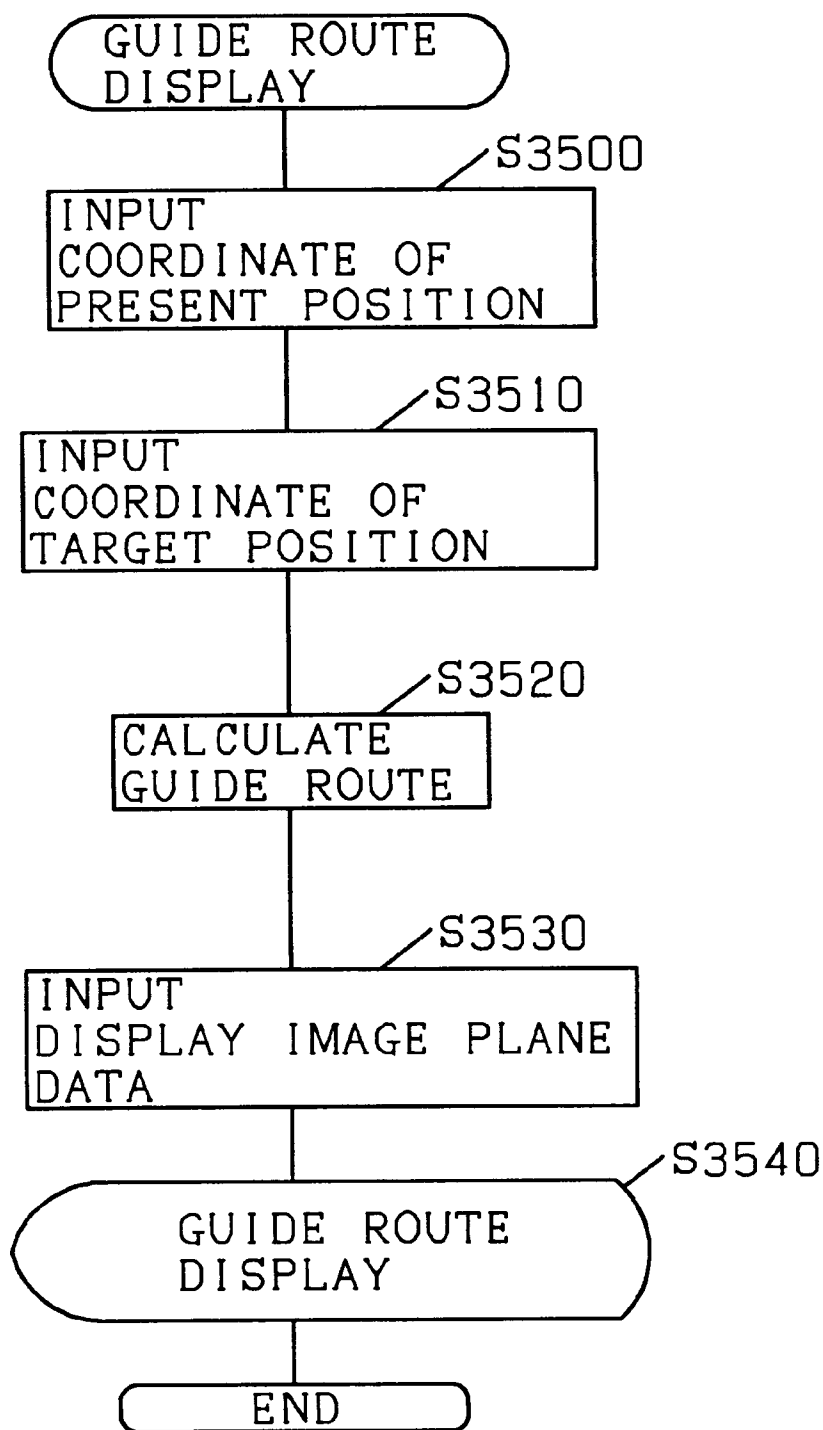 GUIDE ROUTE
DISPLAY
S3500
INPUT
COORDINATE OF
PRESENT POSITION
S3510
INPUT
COORDINATE OF
TARGET POSITION
S3520
CALCULATE
GUIDE ROUTE
S3530
INPUT
DISPLAY IMAGE PLANE
DATA
S3540
GUIDE ROUTE
DISPLAY
END